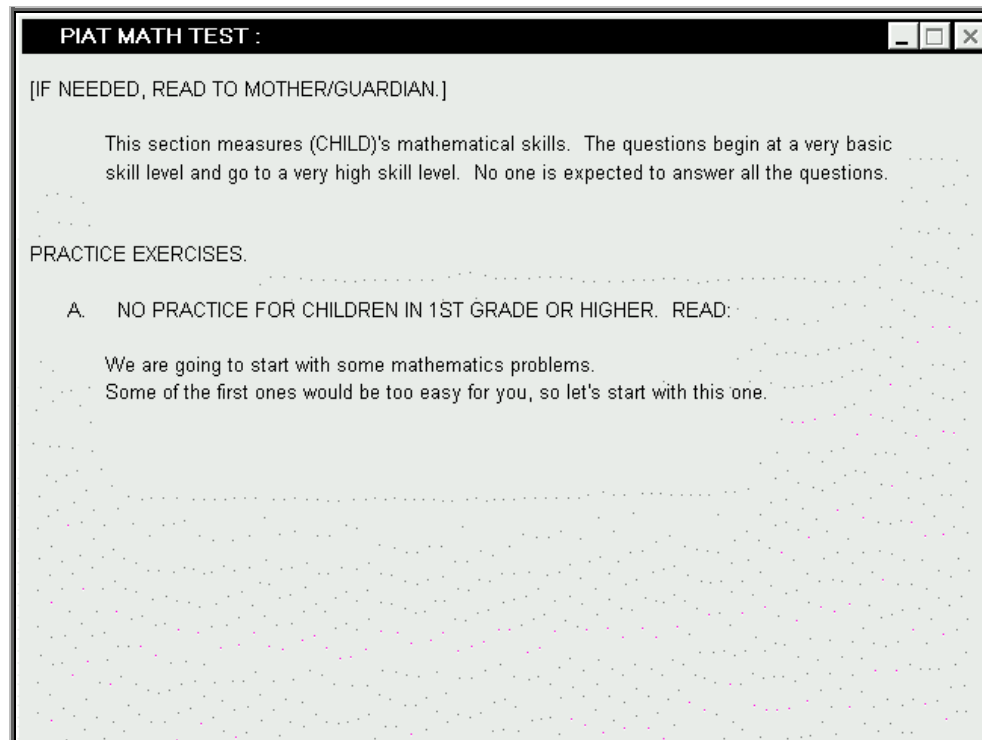 PIAT MATH TEST :
[IF NEEDED, READ TO MOTHER/GUARDIAN.]
This section measures (CHILD)'s mathematical skills. The questions begin at a very basic
skill level and go to a very high skill level. No one is expected to answer all the questions.
PRACTICE EXERCISES.
A. NO PRACTICE FOR CHILDREN IN 1ST GRADE OR HIGHER. READ:
We are going to start with some mathematics problems.
Some of the first ones would be too easy for you, so let's start with this one.